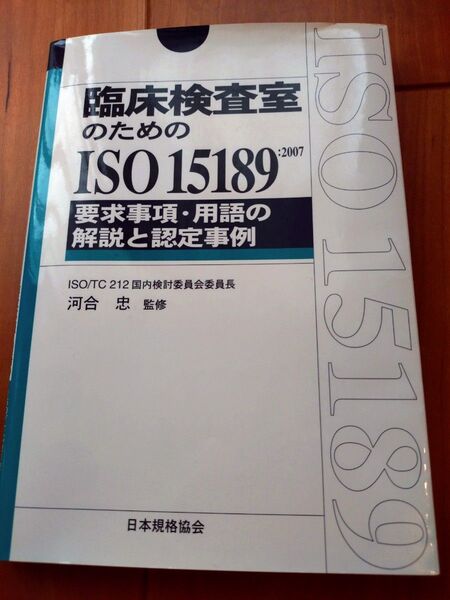 臨床検査室
のための
ISO 15189:2007
要求事項・用語の
解説と認定事例
ISO/TC 212 国内検討委員会委員長
河合 忠 監修
日本規格協会
ISO 15189